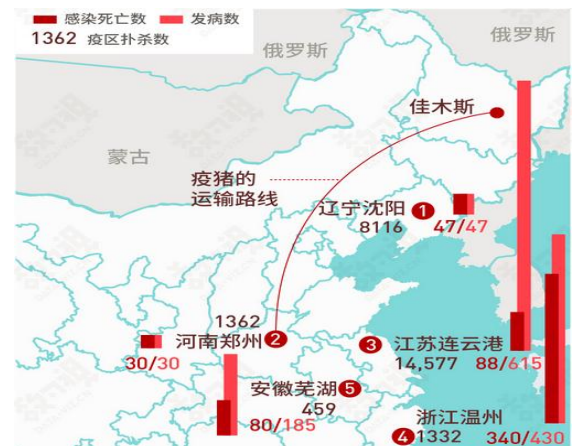 感染死亡数 发病数
1362 疫区扑杀数
俄罗斯
俄罗斯
蒙古
佳木斯
疫猪的
运输路线
辽宁沈阳 1
8116
47/47
1362
河南郑州 2
30/30
3 江苏连云港
14,577
88/615
安徽芜湖 5
459
80/185
浙江温州
4 1332
340/430